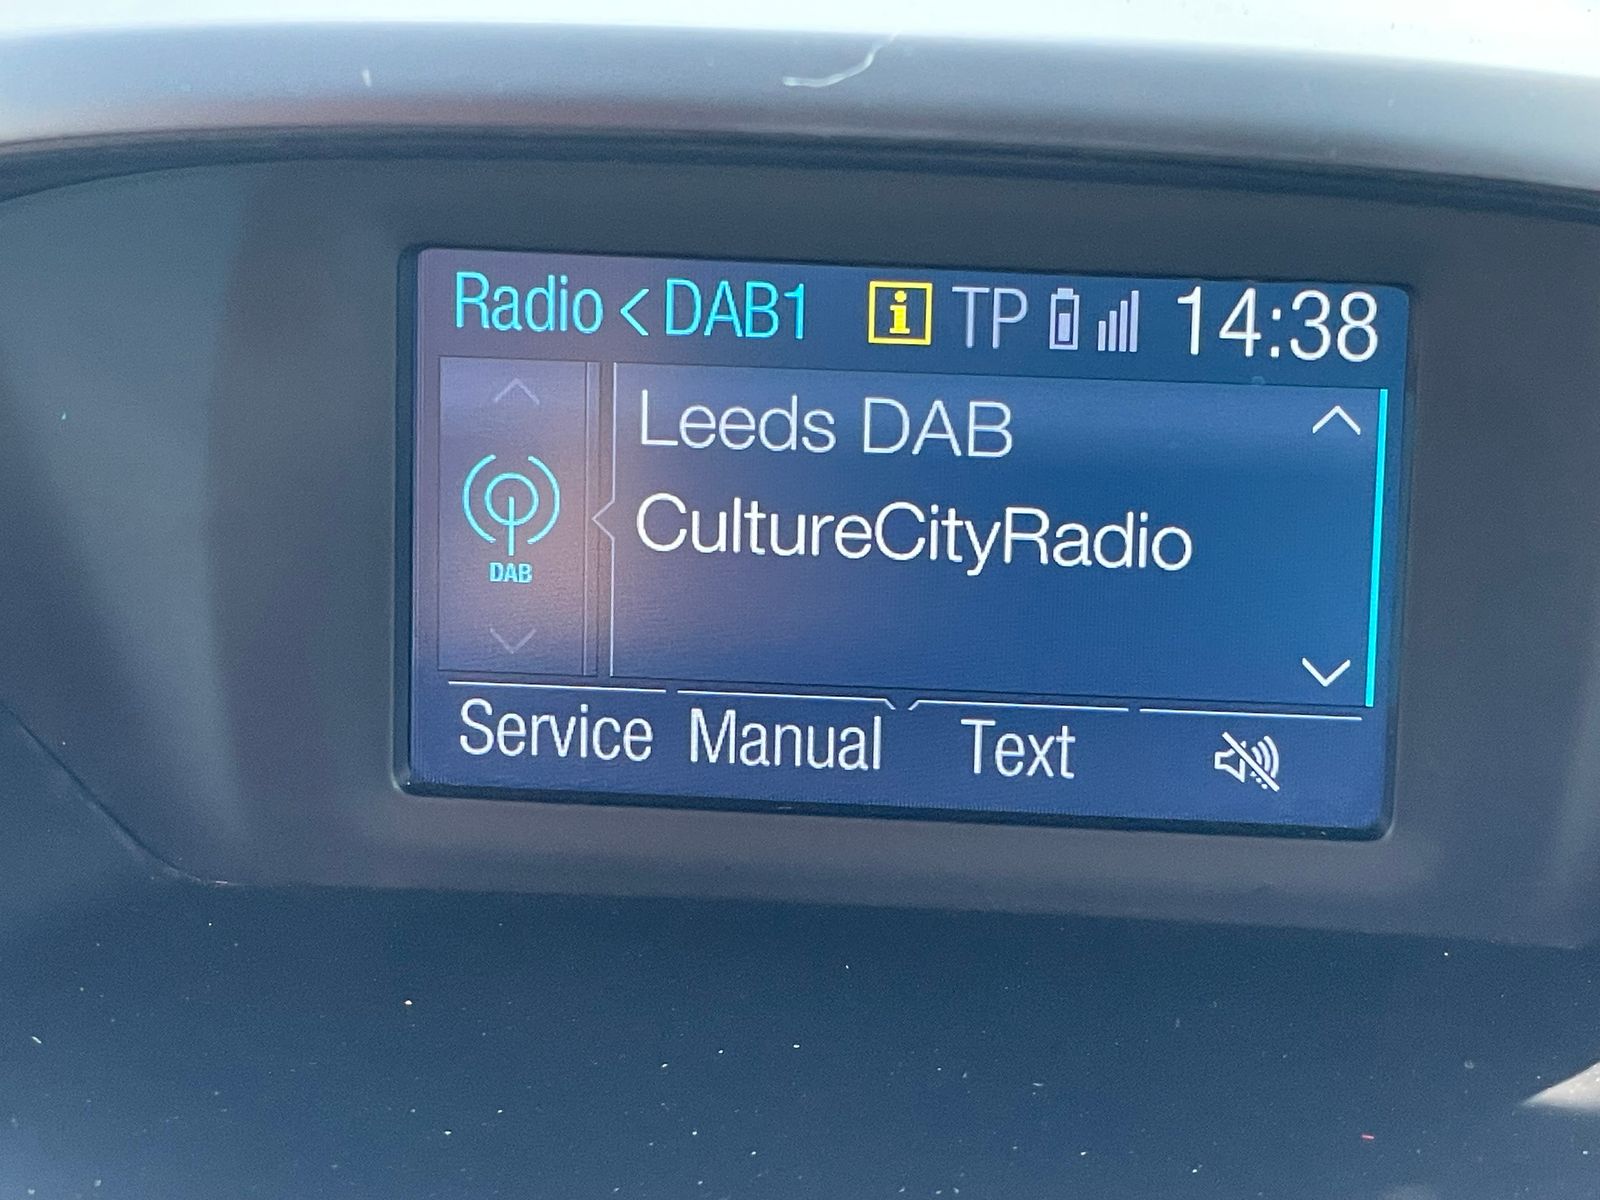 Radio < DAB1 i TP 14:38
Leeds DAB
CultureCityRadio
DAB
Service Manual Text